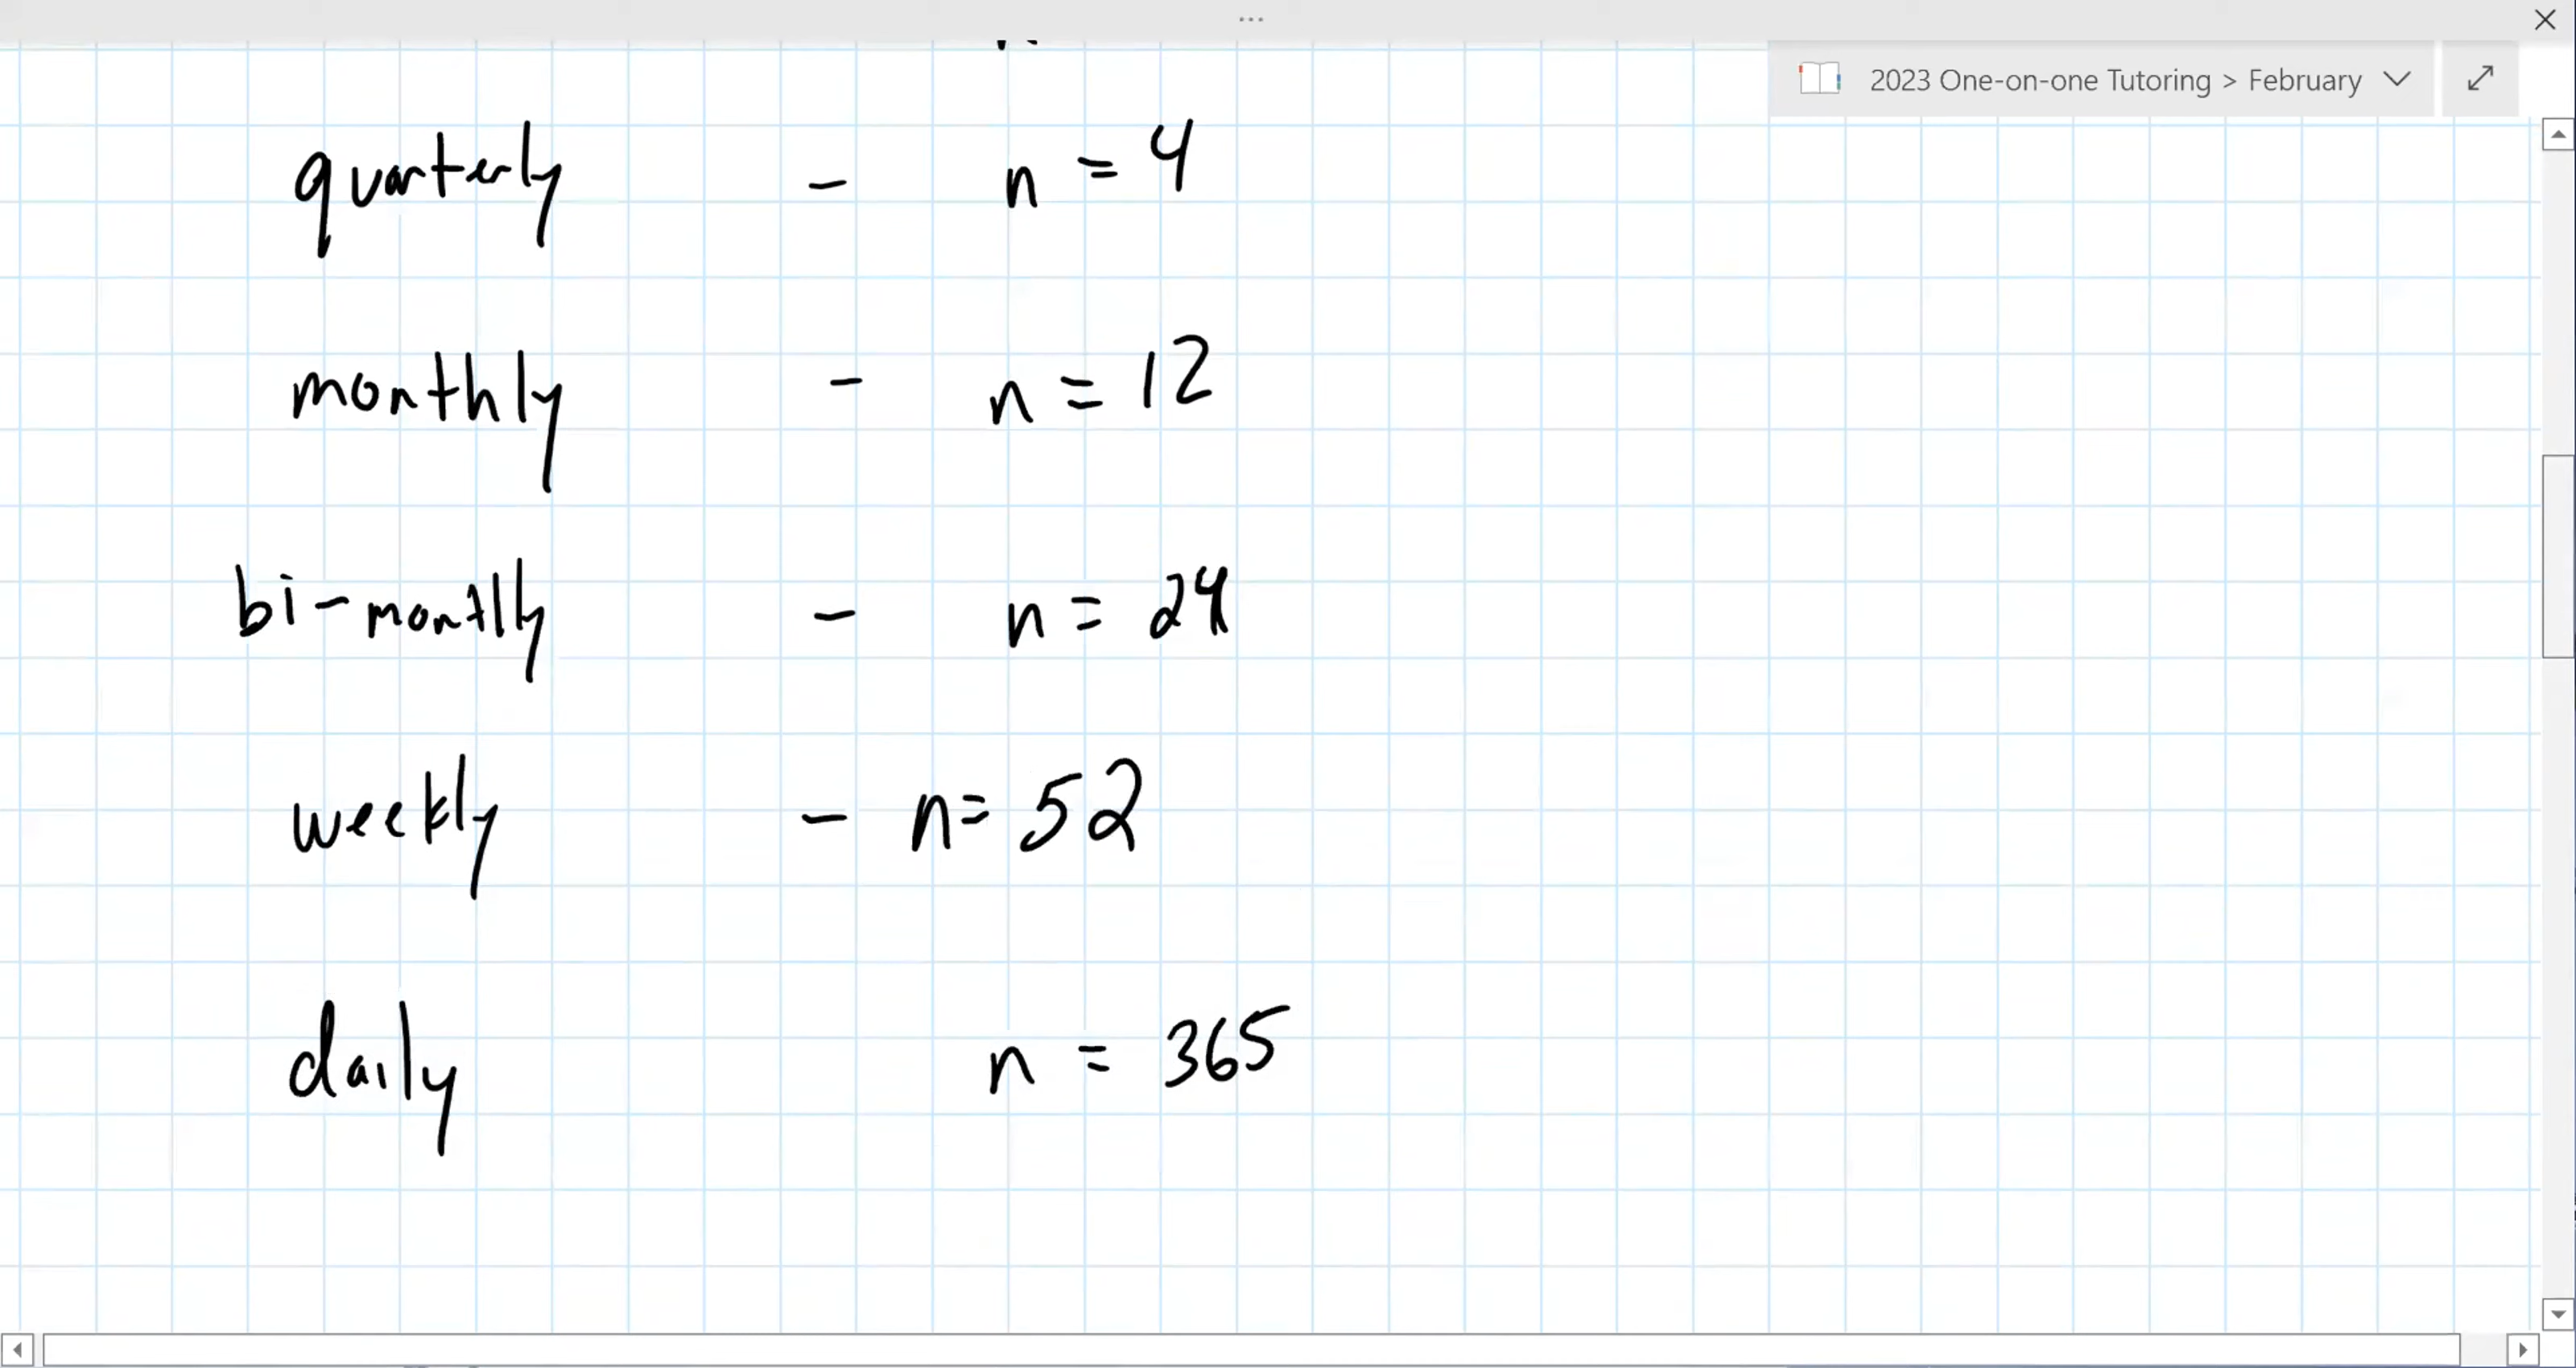 ...
2023 One-on-one Tutoring > February
quarterly - n = 4
monthly - n = 12
bi-monthly - n = 24
weekly - n = 52
daily n = 365